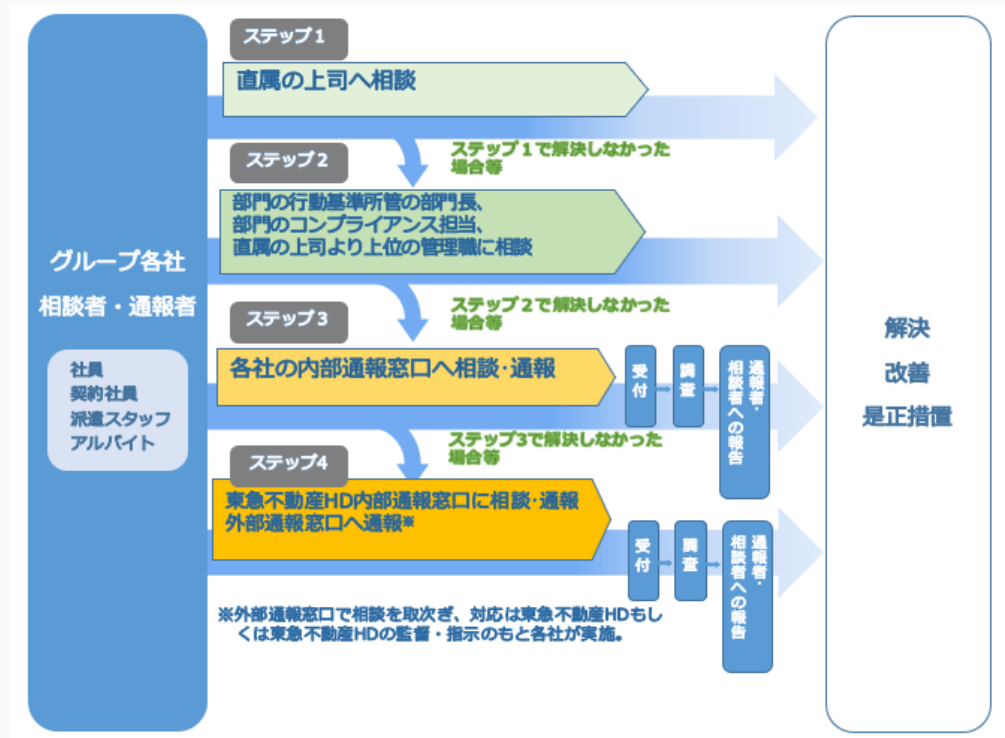 グループ各社
相談者・通報者
社員
契約社員
派遣スタッフ
アルバイト
ステップ１
直属の上司へ相談
ステップ１で解決しなかった
場合等
ステップ２
部門の行動基準所管の部門長、
部門のコンプライアンス担当、
直属の上司より上位の管理職に相談
ステップ２で解決しなかった
場合等
ステップ３
各社の内部通報窓口へ相談・通報
受付
調査
通報者・
相談者への報告
ステップ3で解決しなかった
場合等
ステップ4
東急不動産HD内部通報窓口に相談・通報
外部通報窓口へ通報※
受付
調査
通報者・
相談者への報告
※外部通報窓口で相談を取次ぎ、対応は東急不動産HDもし
くは東急不動産HDの監督・指示のもと各社が実施。
解決
改善
是正措置